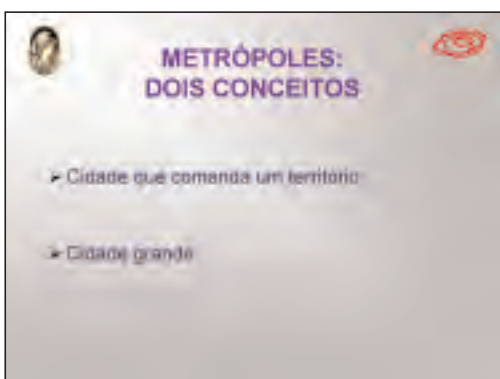 METRÓPOLES:
DOIS CONCEITOS
➢ Cidade que comanda um território
➢ Cidade grande